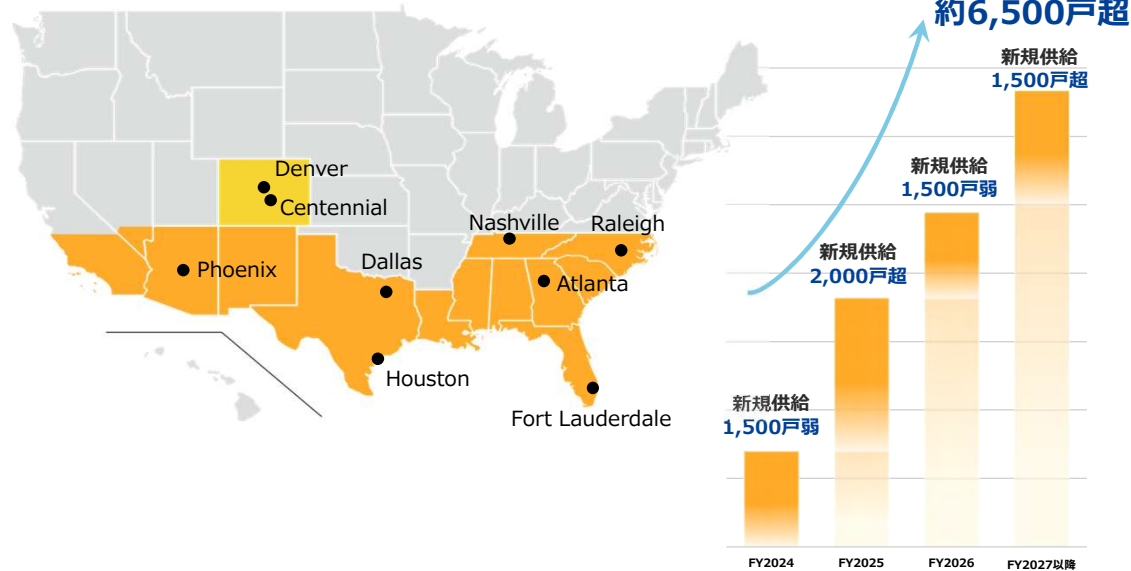 Denver
Centennial
Phoenix
Dallas
Houston
Nashville
Raleigh
Atlanta
Fort Lauderdale
約6,500戸超
新規供給
1,500戸超
新規供給
1,500戸弱
新規供給
2,000戸超
新規供給
1,500戸弱
FY2024
FY2025
FY2026
FY2027以降